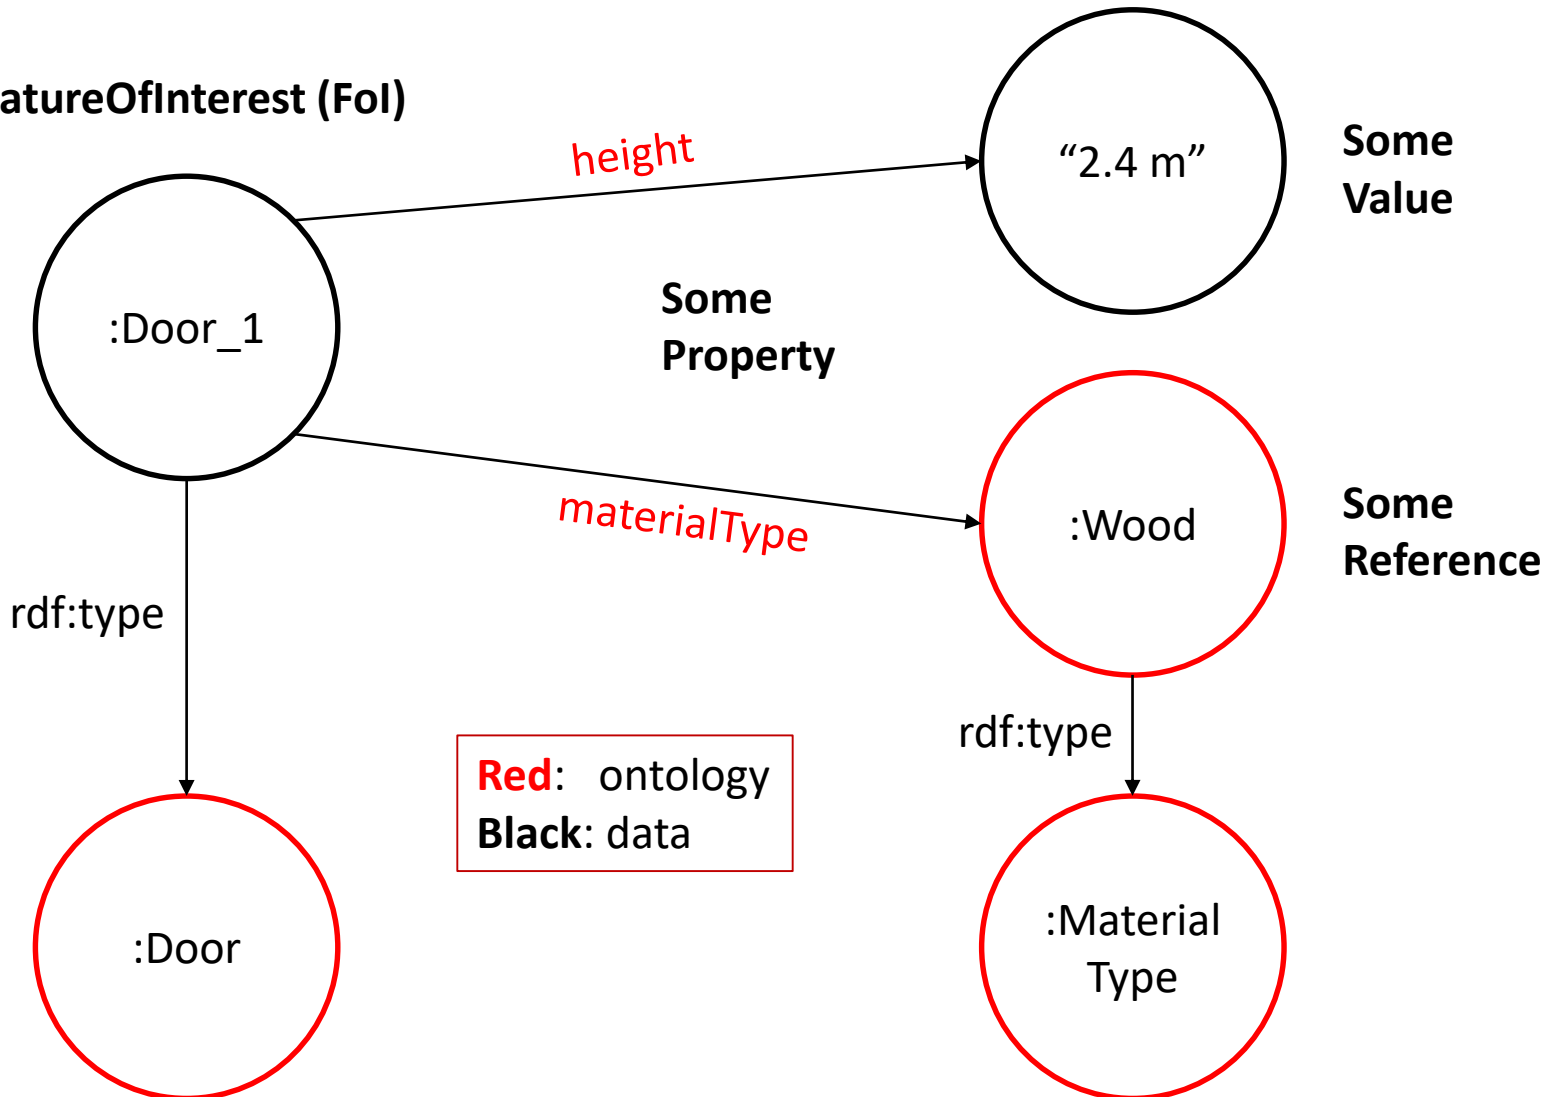 atureOfInterest (FoI)
height
“2.4 m”
Some
Value
:Door_1
Some
Property
materialType
:Wood
Some
Reference
rdf:type
rdf:type
Red: ontology
Black: data
:Door
:Material
Type